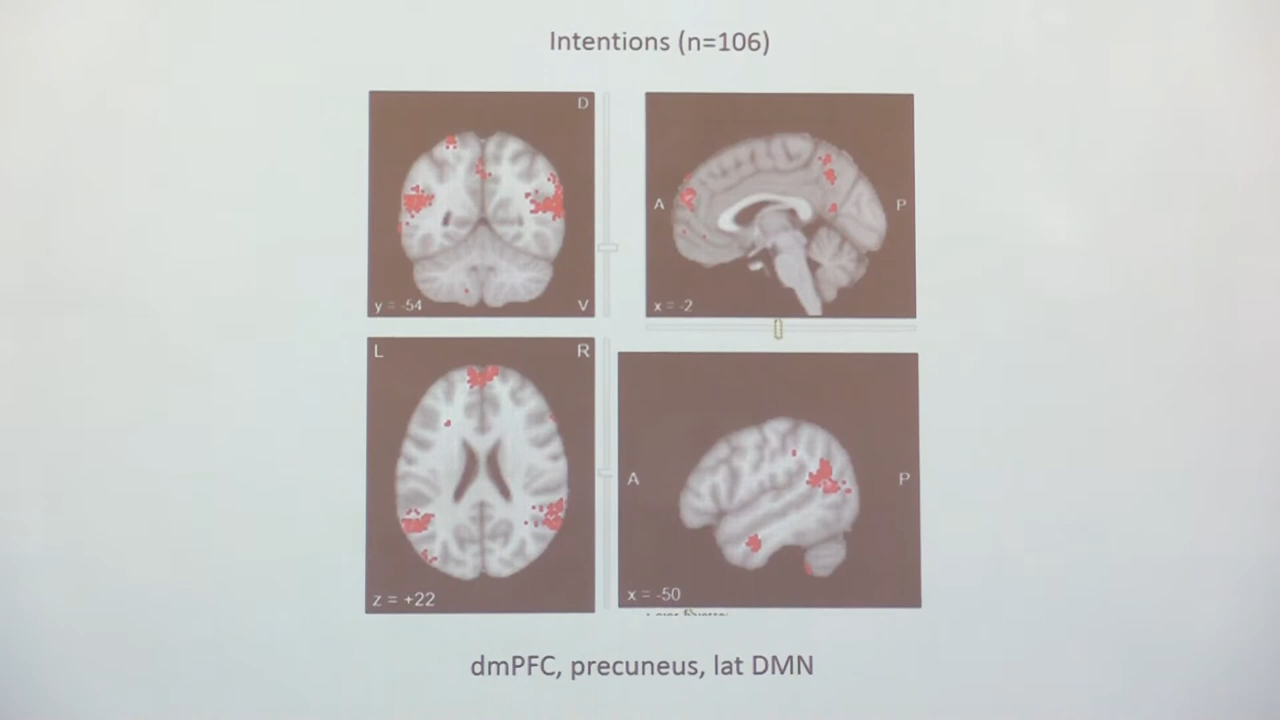 Intentions (n=106)
D
y = -54
V
A
P
x = -2
L
R
z = +22
A
P
x = -50
dmPFC, precuneus, lat DMN